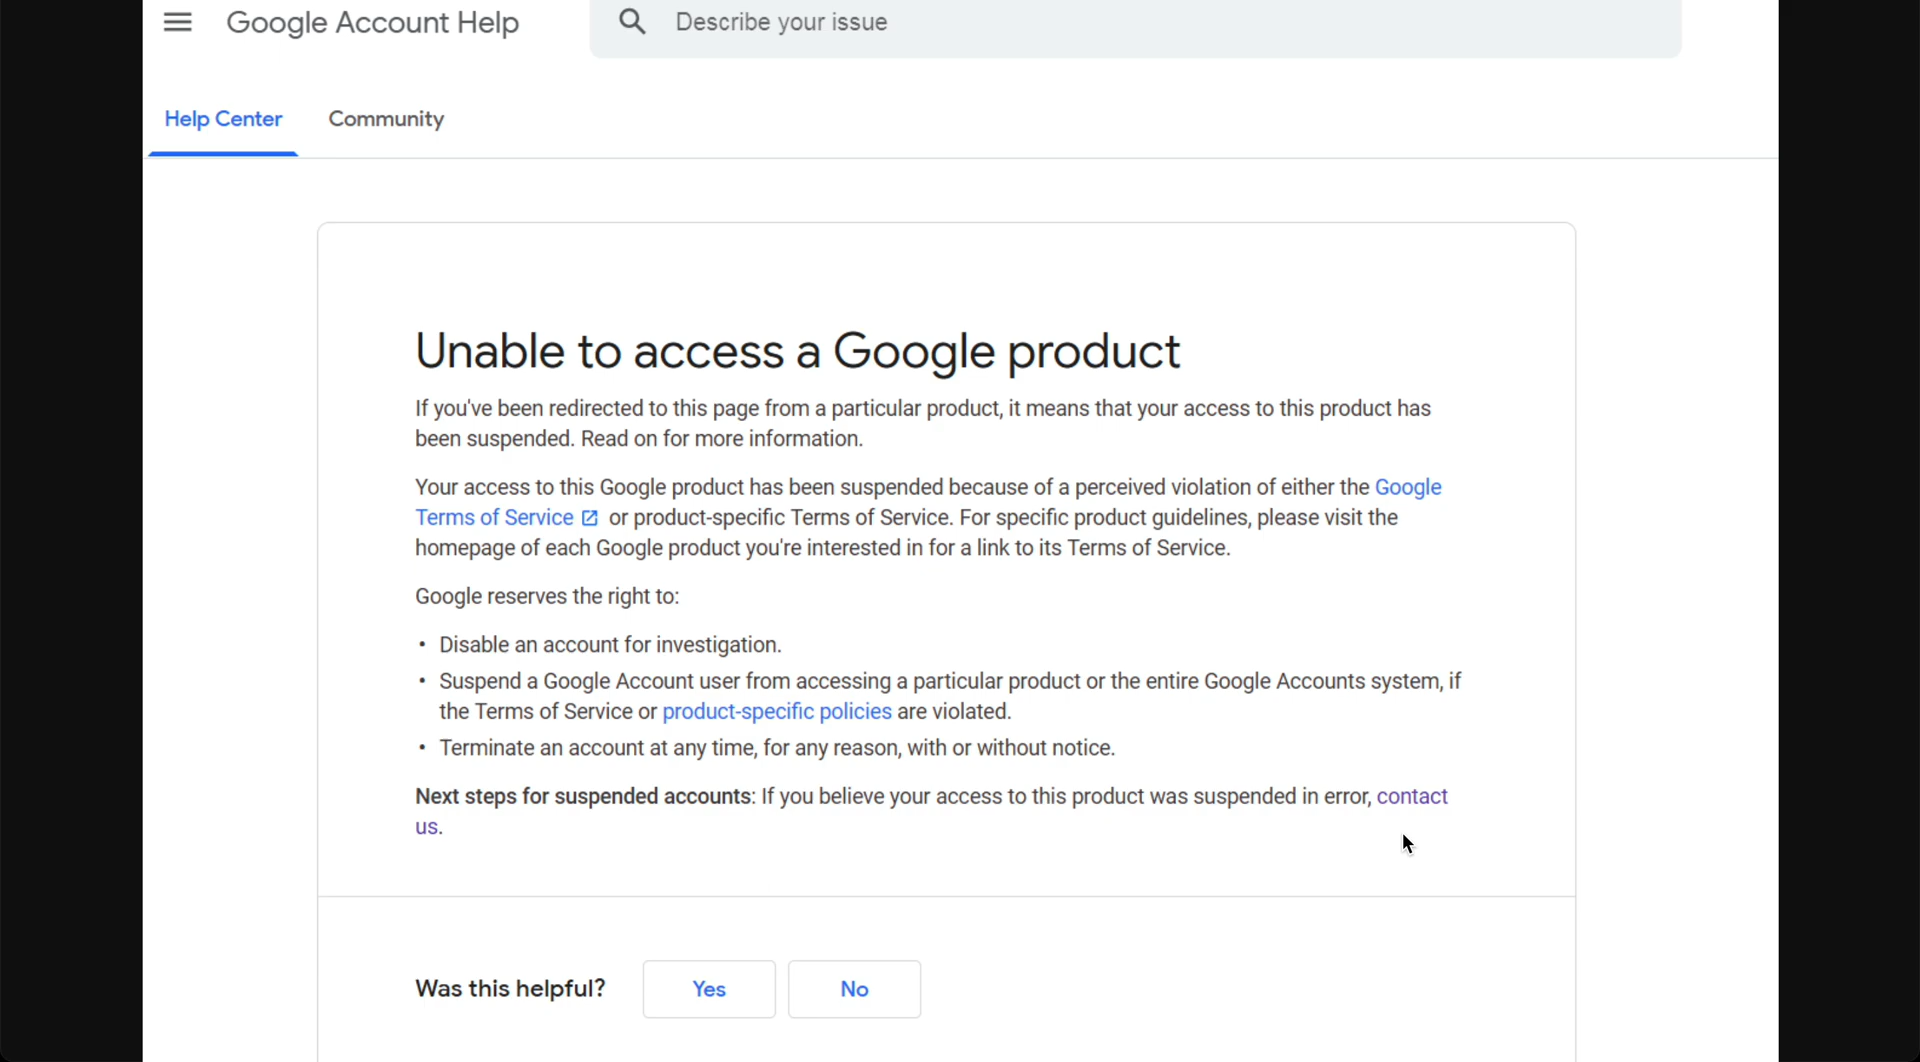 Google Account Help
Describe your issue
Help Center
Community
Unable to access a Google product
If you've been redirected to this page from a particular product, it means that your access to this product has
been suspended. Read on for more information.
Your access to this Google product has been suspended because of a perceived violation of either the Google
Terms of Service or product-specific Terms of Service. For specific product guidelines, please visit the
homepage of each Google product you're interested in for a link to its Terms of Service.
Google reserves the right to:
• Disable an account for investigation.
• Suspend a Google Account user from accessing a particular product or the entire Google Accounts system, if
the Terms of Service or product-specific policies are violated.
• Terminate an account at any time, for any reason, with or without notice.
Next steps for suspended accounts: If you believe your access to this product was suspended in error, contact
us.
Was this helpful?
Yes
No